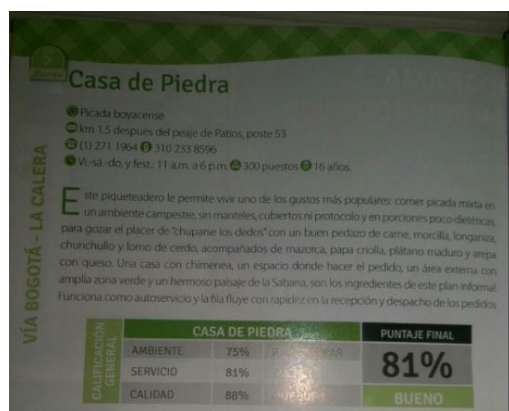 Casa de Piedra
Picada boyacense
km 1.5 después del peaje de Patios, poste 53
(1) 271 1964 310 233 8596
Vi.-sá.-do. y fest.: 11 a.m. a 6 p.m. 300 puestos 16 años.
Este piqueteadero le permite vivir uno de los gustos más populares: comer picada mixta en
un ambiente campestre, sin manteles, cubiertos ni protocolo y en porciones poco dietéticas,
para gozar el placer de "chuparse los dedos" con un buen pedazo de carne, morcilla, longaniza,
chunchullo y lomo de cerdo, acompañados de mazorca, papa criolla, plátano maduro y arepa
con queso. Una casa con chimenea, un espacio donde hacer el pedido, un área externa con
amplia zona verde y un hermoso paisaje de la Sabana, son los ingredientes de este plan informal.
Funciona como autoservicio y la fila fluye con rapidez en la recepción y despacho de los pedidos.
VÍA BOGOTÁ - LA CALERA
CALIFICACIÓN
GENERAL
CASA DE PIEDRA
AMBIENTE 75%
SERVICIO 81%
CALIDAD 88%
PUNTAJE FINAL
81%
BUENO